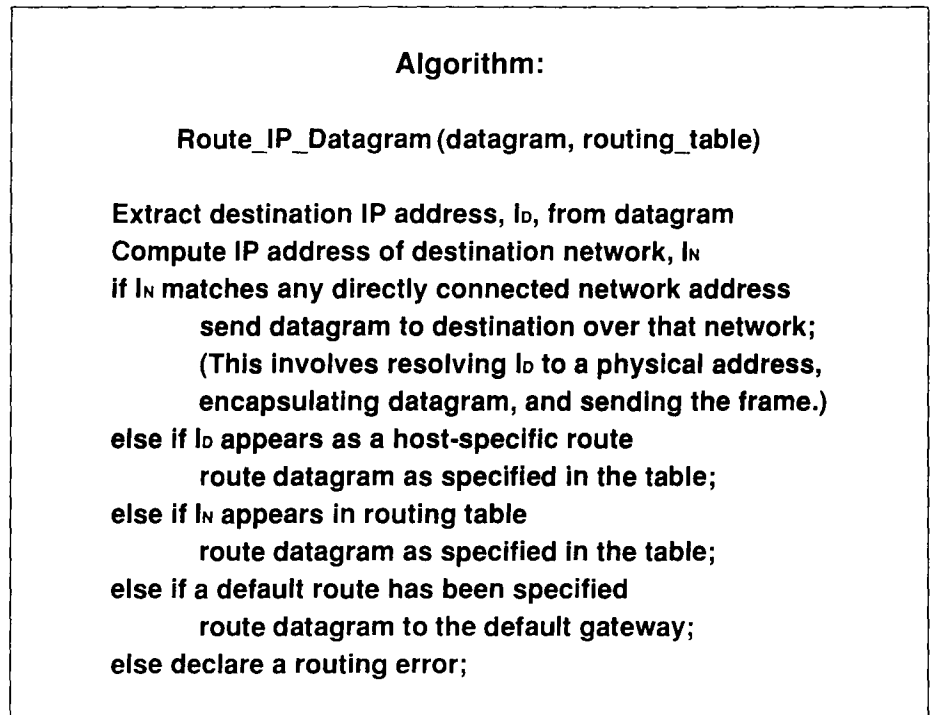 Algorithm:
Route_IP_Datagram (datagram, routing_table)
Extract destination IP address, ID, from datagram
Compute IP address of destination network, IN
if IN matches any directly connected network address
send datagram to destination over that network;
(This involves resolving ID to a physical address,
encapsulating datagram, and sending the frame.)
else if ID appears as a host-specific route
route datagram as specified in the table;
else if IN appears in routing table
route datagram as specified in the table;
else if a default route has been specified
route datagram to the default gateway;
else declare a routing error;